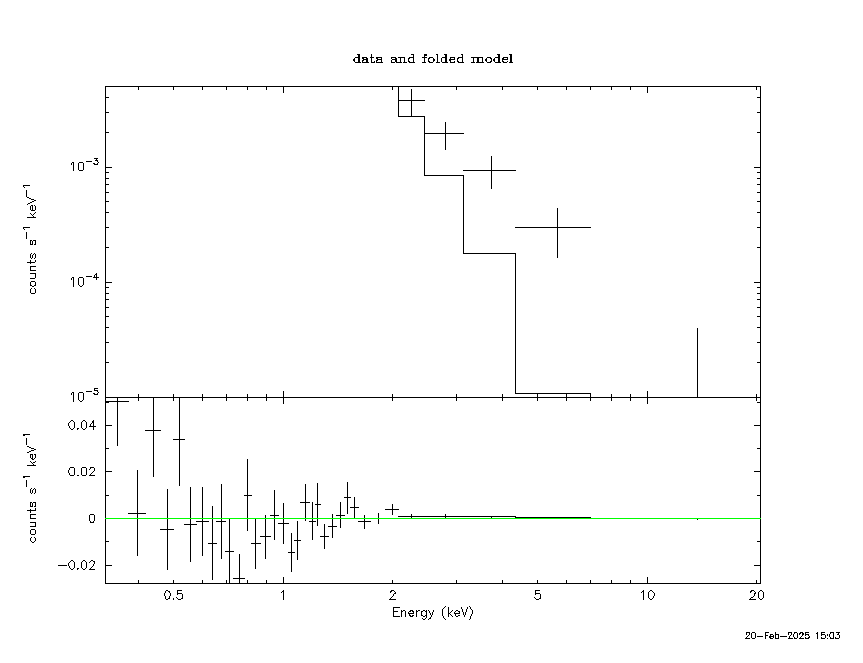 data and folded model
counts s−1 keV−1
10−3
10−4
10−5
counts s−1 keV−1
0.04
0.02
0
−0.02
0.5 1 2 5 10 20
Energy (keV)
20−Feb−2025 15:03